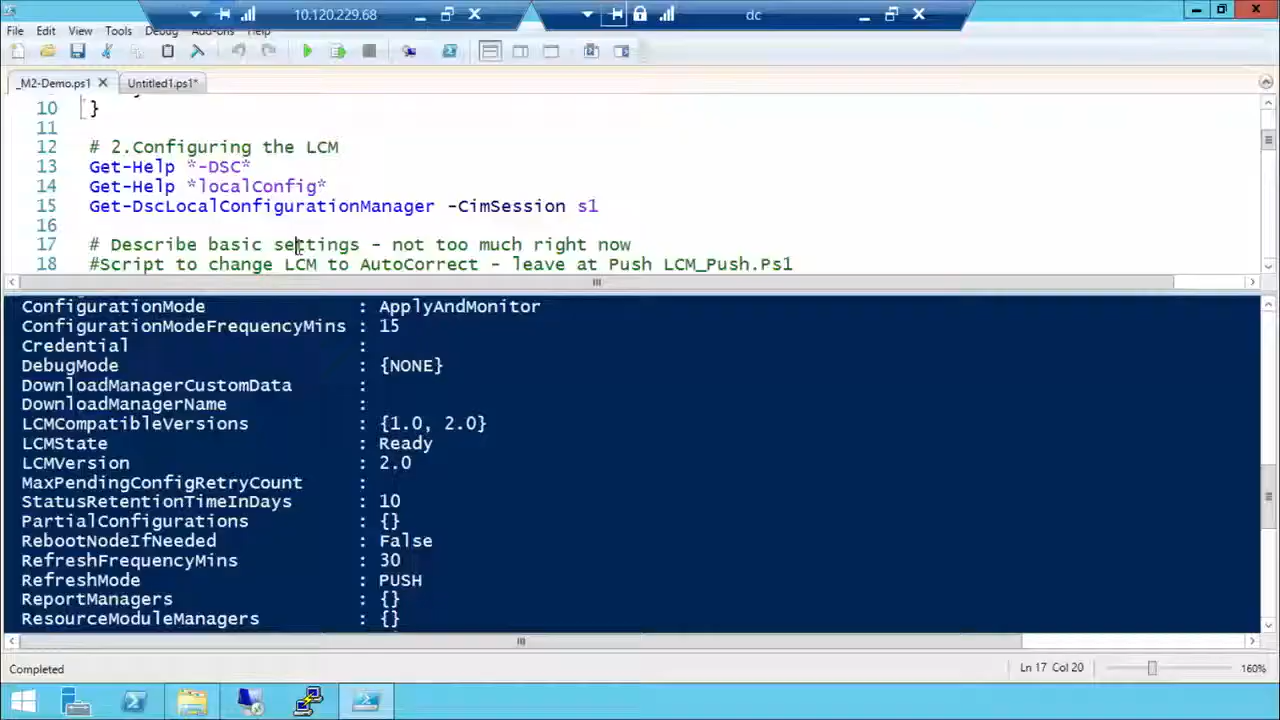 10.120.229.68
dc
File Edit View Tools Debug Add-ons Help
_M2-Demo.ps1
Untitled1.ps1*
10 }
11
12 # 2.Configuring the LCM
13 Get-Help *-DSC*
14 Get-Help *localConfig*
15 Get-DscLocalConfigurationManager -CimSession s1
16
17 # Describe basic settings - not too much right now
18 #Script to change LCM to AutoCorrect - leave at Push LCM_Push.Ps1
ConfigurationMode : ApplyAndMonitor
ConfigurationModeFrequencyMins : 15
Credential :
DebugMode : {NONE}
DownloadManagerCustomData :
DownloadManagerName :
LCMCompatibleVersions : {1.0, 2.0}
LCMState : Ready
LCMVersion : 2.0
MaxPendingConfigRetryCount :
StatusRetentionTimeInDays : 10
PartialConfigurations : {}
RebootNodeIfNeeded : False
RefreshFrequencyMins : 30
RefreshMode : PUSH
ReportManagers : {}
ResourceModuleManagers : {}
Completed
Ln 17 Col 20
160%